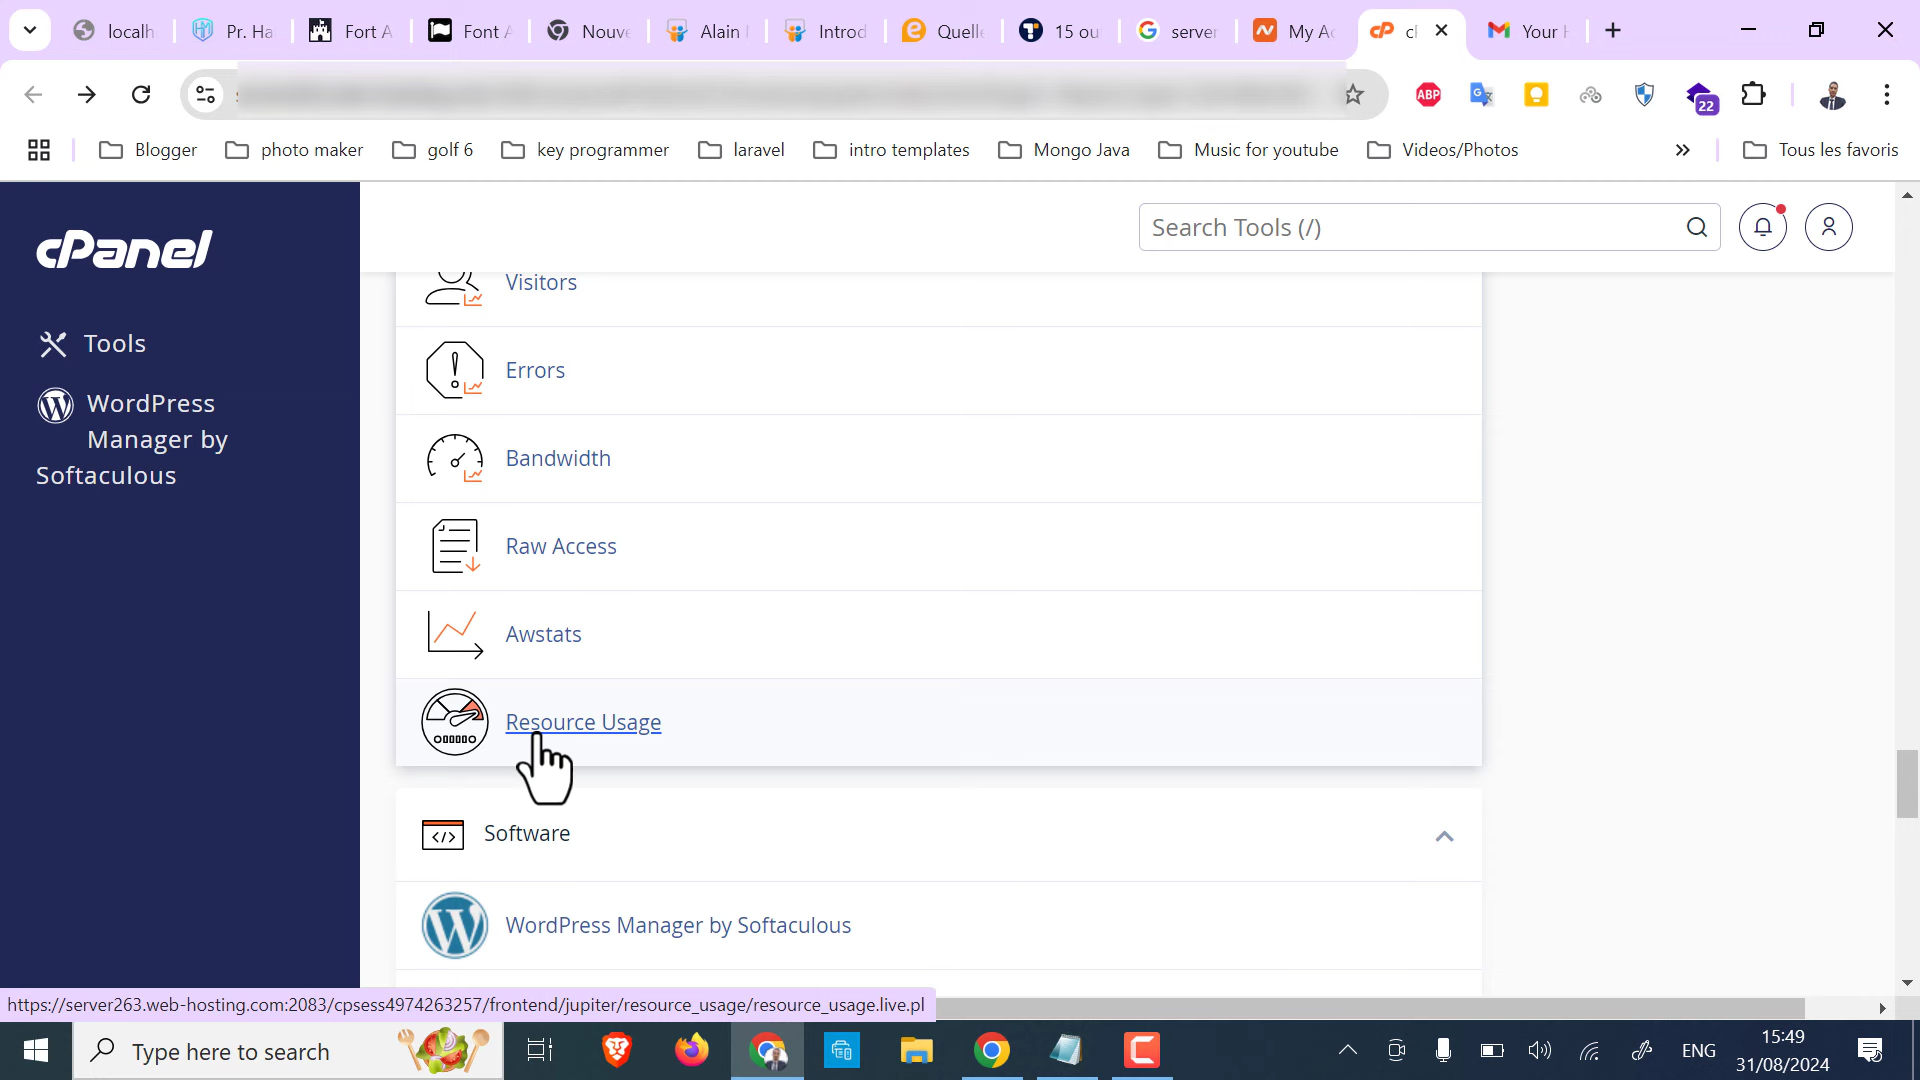 localh
Pr. Ha
Fort A
Font A
Nouve
Alain
Introd
Quelle
15 ou
server
My Ac
Your
ABP
22
Blogger
photo maker
golf 6
key programmer
laravel
intro templates
Mongo Java
Music for youtube
Videos/Photos
»
Tous les favoris
cPanel
Search Tools (/)
Tools
WordPress
Manager by
Softaculous
Visitors
Errors
Bandwidth
Raw Access
Awstats
Resource Usage
Software
WordPress Manager by Softaculous
https://server263.web-hosting.com:2083/cpsess4974263257/frontend/jupiter/resource_usage/resource_usage.live.pl
Type here to search
ENG
15:49
31/08/2024